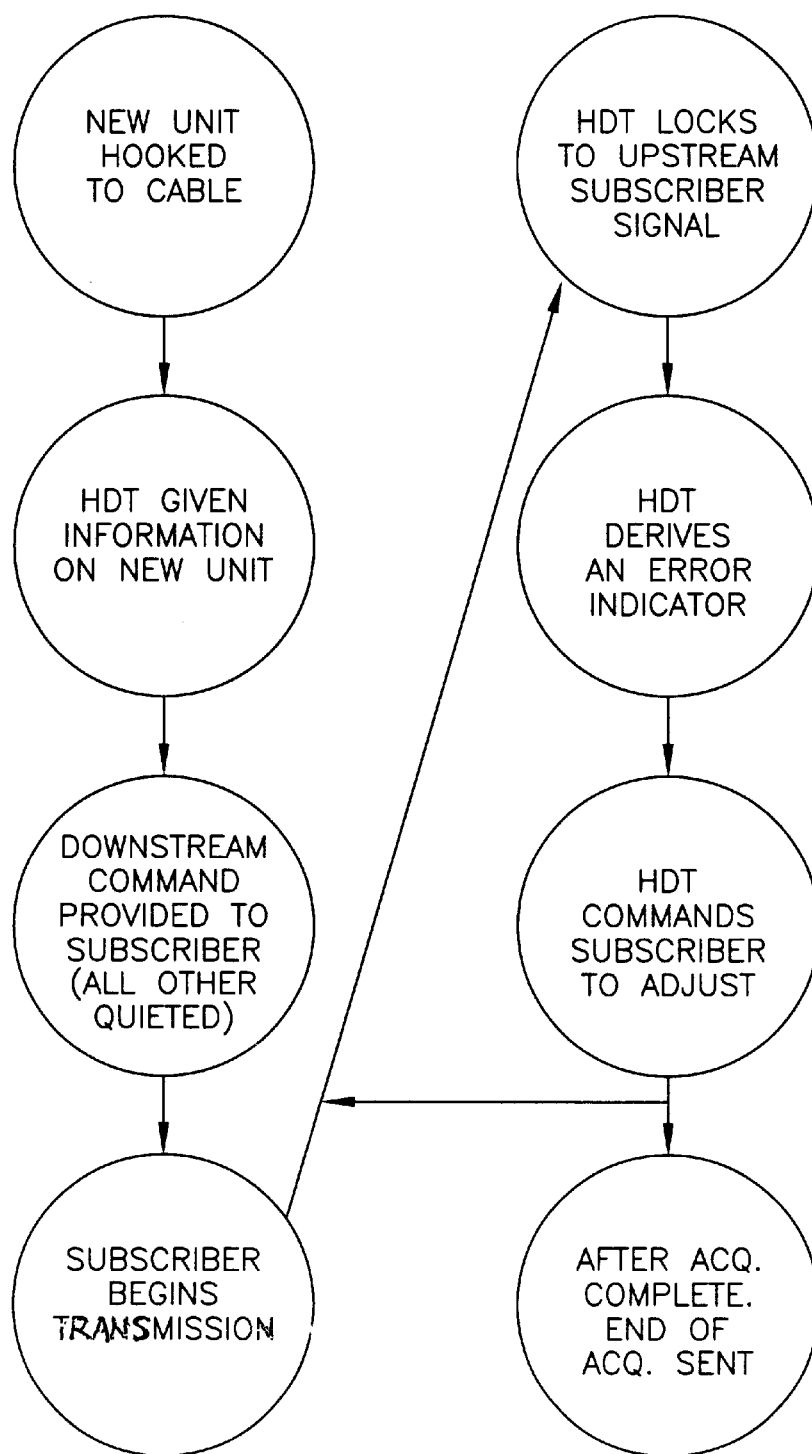 NEW UNIT
HOOKED
TO CABLE
HDT GIVEN
INFORMATION
ON NEW UNIT
DOWNSTREAM
COMMAND
PROVIDED TO
SUBSCRIBER
(ALL OTHER
QUIETED)
SUBSCRIBER
BEGINS
TRANSMISSION
HDT LOCKS
TO UPSTREAM
SUBSCRIBER
SIGNAL
HDT
DERIVES
AN ERROR
INDICATOR
HDT
COMMANDS
SUBSCRIBER
TO ADJUST
AFTER ACQ.
COMPLETE.
END OF
ACQ. SENT